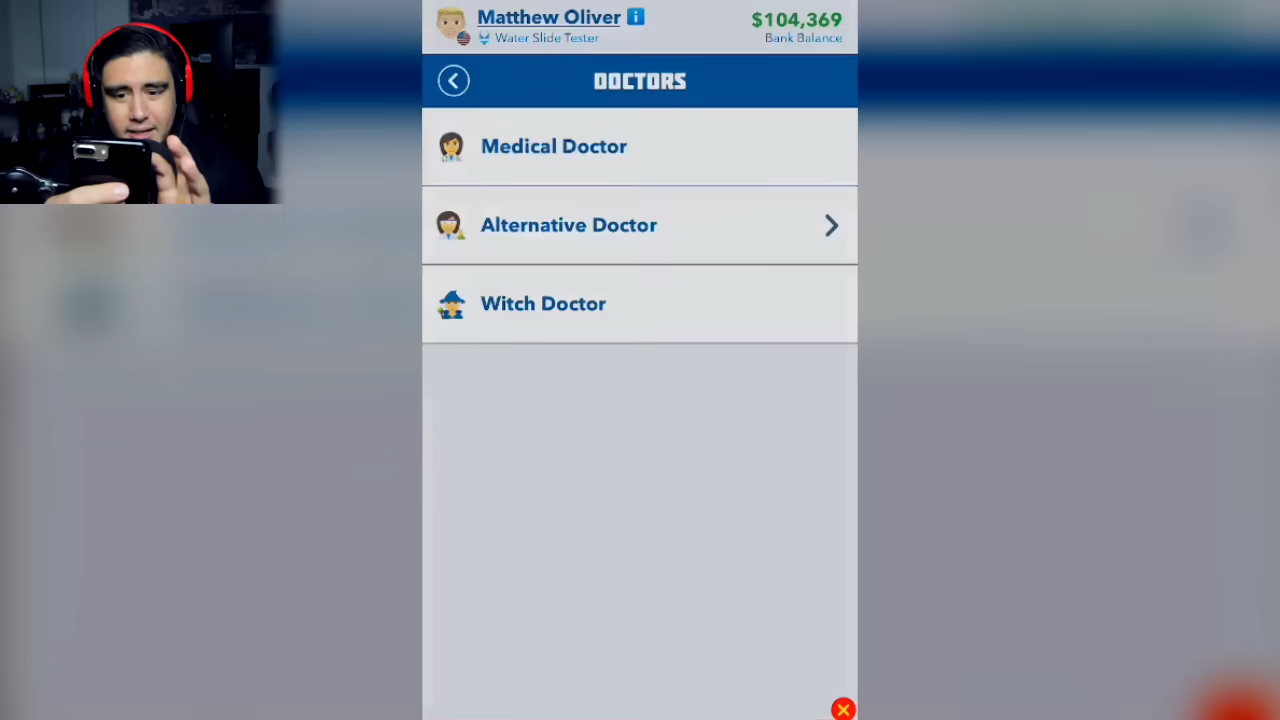 Matthew Oliver
$104,369
Water Slide Tester
Bank Balance
DOCTORS
Medical Doctor
Alternative Doctor
Witch Doctor